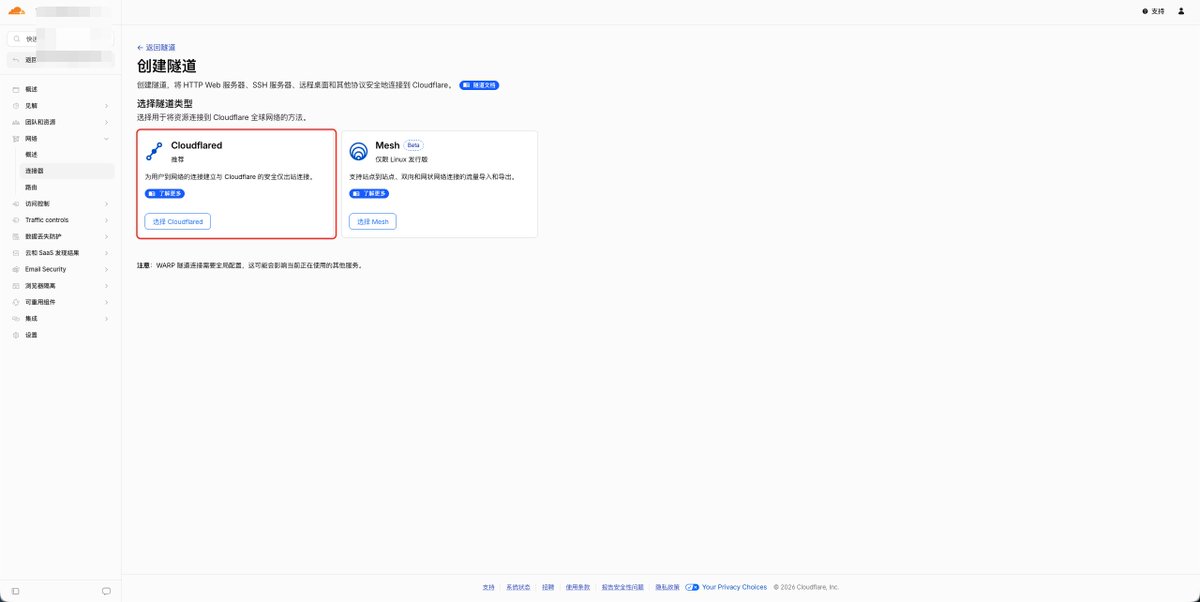 支持
快速
返回
概述
见解
团队和资源
网络
概述
连接器
路由
访问控制
Traffic controls
数据丢失防护
云和 SaaS 发现结果
Email Security
浏览器隔离
可重用组件
集成
设置
← 返回隧道
创建隧道
创建隧道，将 HTTP Web 服务器、SSH 服务器、远程桌面和其他协议安全地连接到 Cloudflare。 隧道文档
选择隧道类型
选择用于将资源连接到 Cloudflare 全球网络的方法。
Cloudflared
推荐
为用户到网络的连接建立与 Cloudflare 的安全仅出站连接。
了解更多
选择 Cloudflared
Mesh Beta
仅限 Linux 发行版
支持站点到站点、双向和网状网络连接的流量导入和导出。
了解更多
选择 Mesh
注意： WARP 隧道连接需要全局配置，这可能会影响当前正在使用的其他服务。
支持 系统状态 招聘 使用条款 报告安全性问题 隐私政策 Your Privacy Choices © 2026 Cloudflare, Inc.